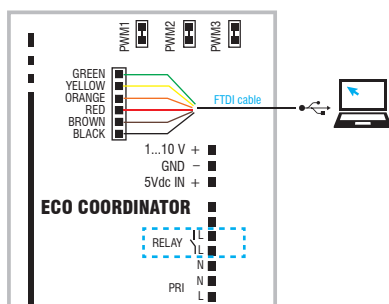 PWM1 PWM2 PWM3
GREEN
YELLOW
ORANGE
RED
BROWN
BLACK
FTDI cable
1...10 V +
GND –
5Vdc IN +
ECO COORDINATOR
RELAY
L
L
N
PRI
N
L